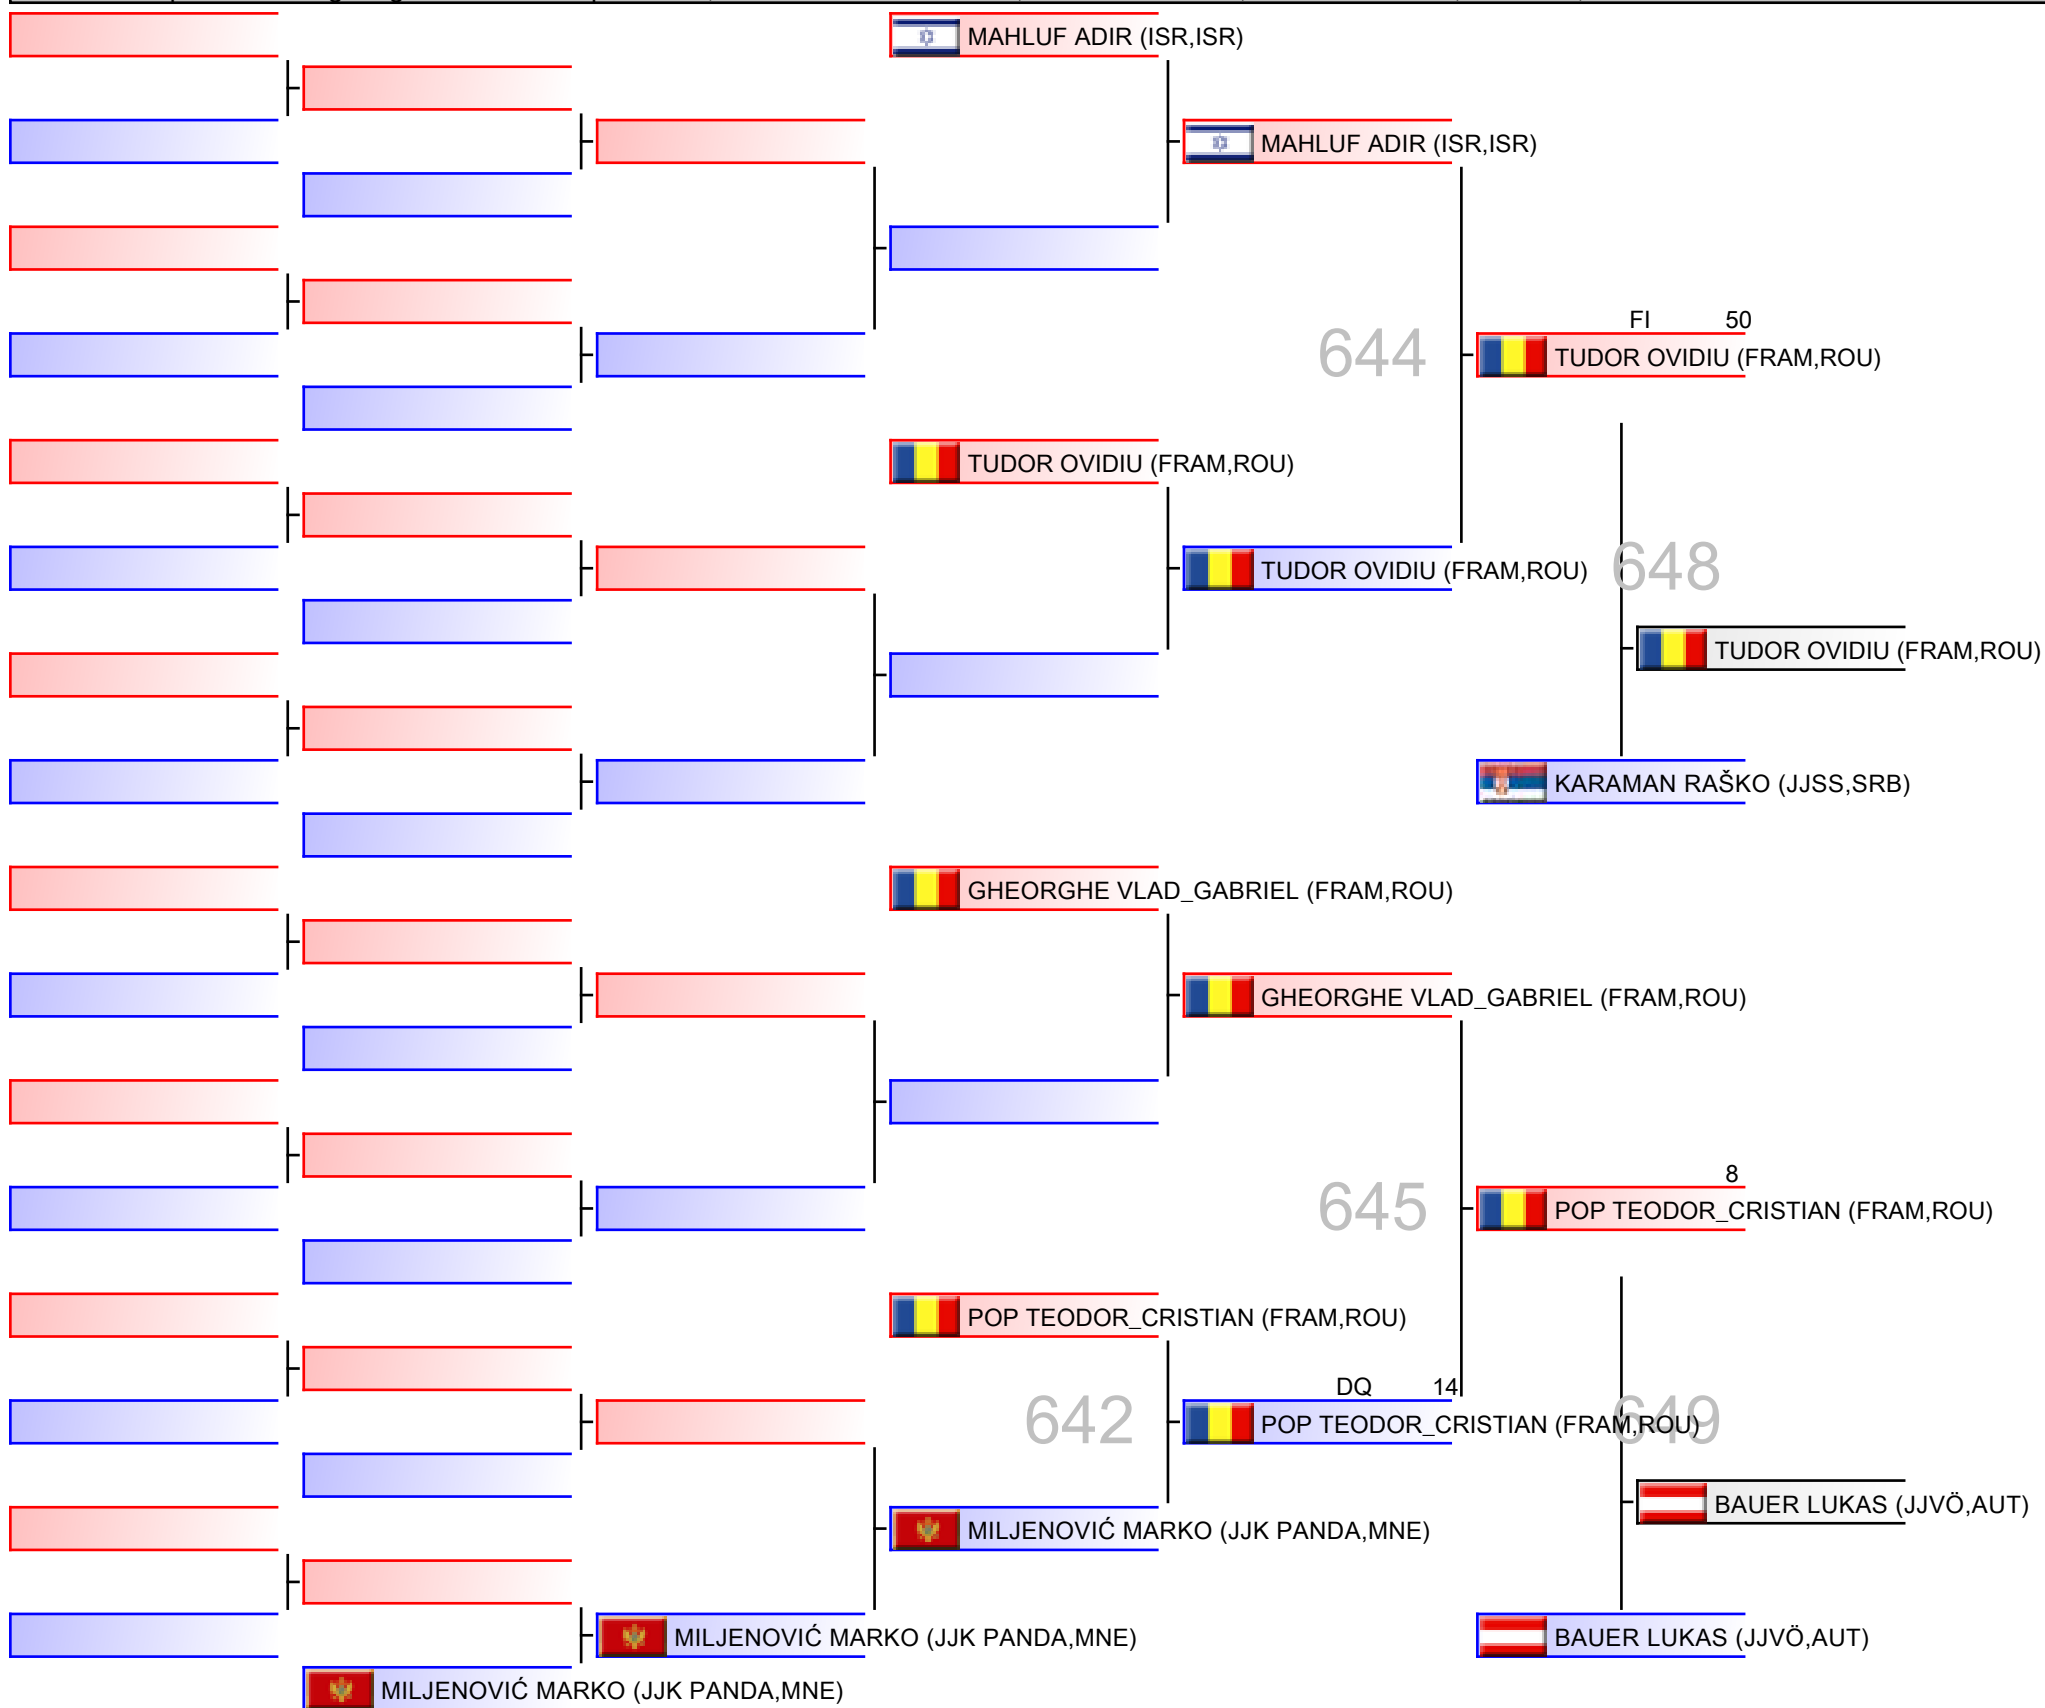 MAHLUF ADIR (ISR,ISR)
MAHLUF ADIR (ISR,ISR)
FI 50
644
TUDOR OVIDIU (FRAM,ROU)
TUDOR OVIDIU (FRAM,ROU)
TUDOR OVIDIU (FRAM,ROU)
648
TUDOR OVIDIU (FRAM,ROU)
KARAMAN RAŠKO (JJSS,SRB)
GHEORGHE VLAD_GABRIEL (FRAM,ROU)
GHEORGHE VLAD_GABRIEL (FRAM,ROU)
8
645
POP TEODOR_CRISTIAN (FRAM,ROU)
POP TEODOR_CRISTIAN (FRAM,ROU)
DQ 14
642
POP TEODOR_CRISTIAN (FRAM,ROU)
649
BAUER LUKAS (JJVÖ,AUT)
MILJENOVIĆ MARKO (JJK PANDA,MNE)
MILJENOVIĆ MARKO (JJK PANDA,MNE)
BAUER LUKAS (JJVÖ,AUT)
MILJENOVIĆ MARKO (JJK PANDA,MNE)